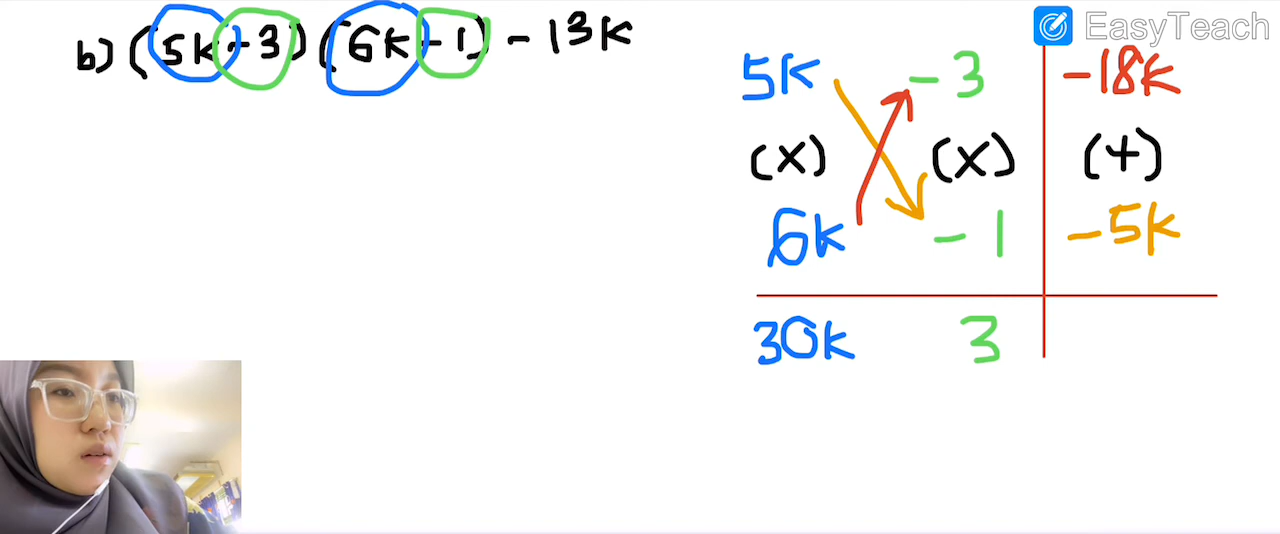 b) (5k-3) (6k-1) - 13k
EasyTeach
5k -3 -18k
(x) (x) (+)
6k -1 -5k
30k 3